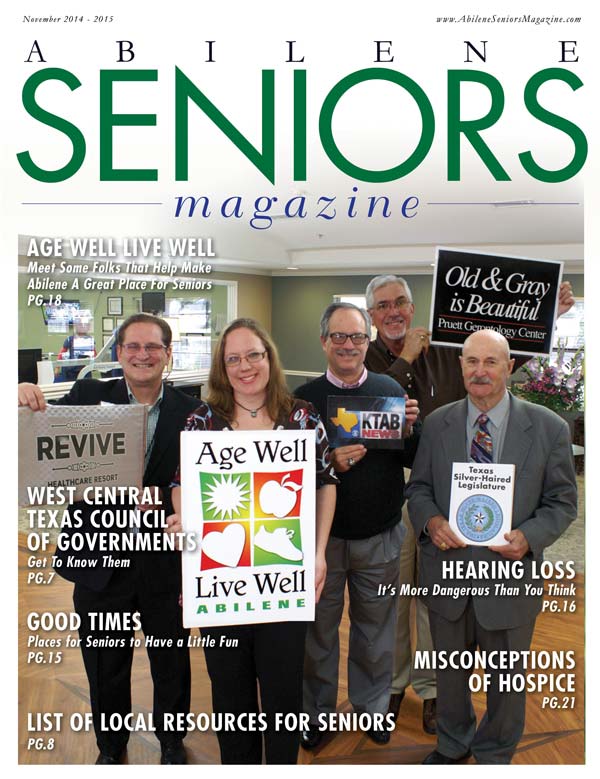 November 2014 - 2015
www.AbileneSeniorsMagazine.com
ABILENE
SENIORS
magazine
AGE WELL LIVE WELL
Meet Some Folks That Help Make
Abilene A Great Place For Seniors
PG.18
Old & Gray
is Beautiful
Pruett Gerontology Center
KTAB
NEWS
REVIVE
HEALTHCARE RESORT
Age Well
Live Well
ABILENE
Texas
Silver-Haired
Legislature
WEST CENTRAL
TEXAS COUNCIL
OF GOVERNMENTS
Get To Know Them
PG.7
HEARING LOSS
It's More Dangerous Than You Think
PG.16
GOOD TIMES
Places for Seniors to Have a Little Fun
PG.15
MISCONCEPTIONS
OF HOSPICE
PG.21
LIST OF LOCAL RESOURCES FOR SENIORS
PG.8